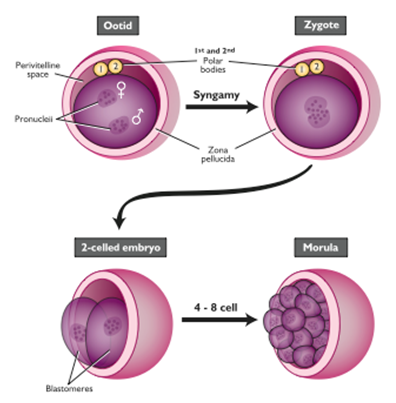 Ootid
Zygote
Perivitelline
space
1st and 2nd
Polar
bodies
1 2
1 2
♀
Syngamy
Pronucleii
♂
Zona
pellucida
2-celled embryo
Morula
4 - 8 cell
Blastomeres